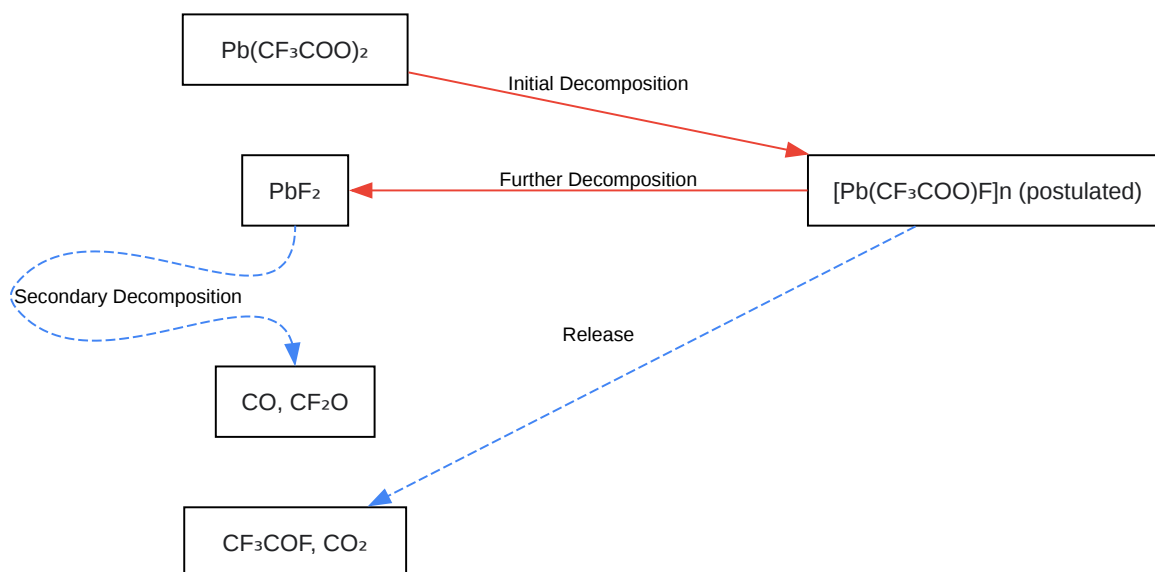 Pb(CF₃COO)₂
Initial Decomposition
Further Decomposition
PbF₂
[Pb(CF₃COO)F]n (postulated)
Secondary Decomposition
Release
CO, CF₂O
CF₃COF, CO₂